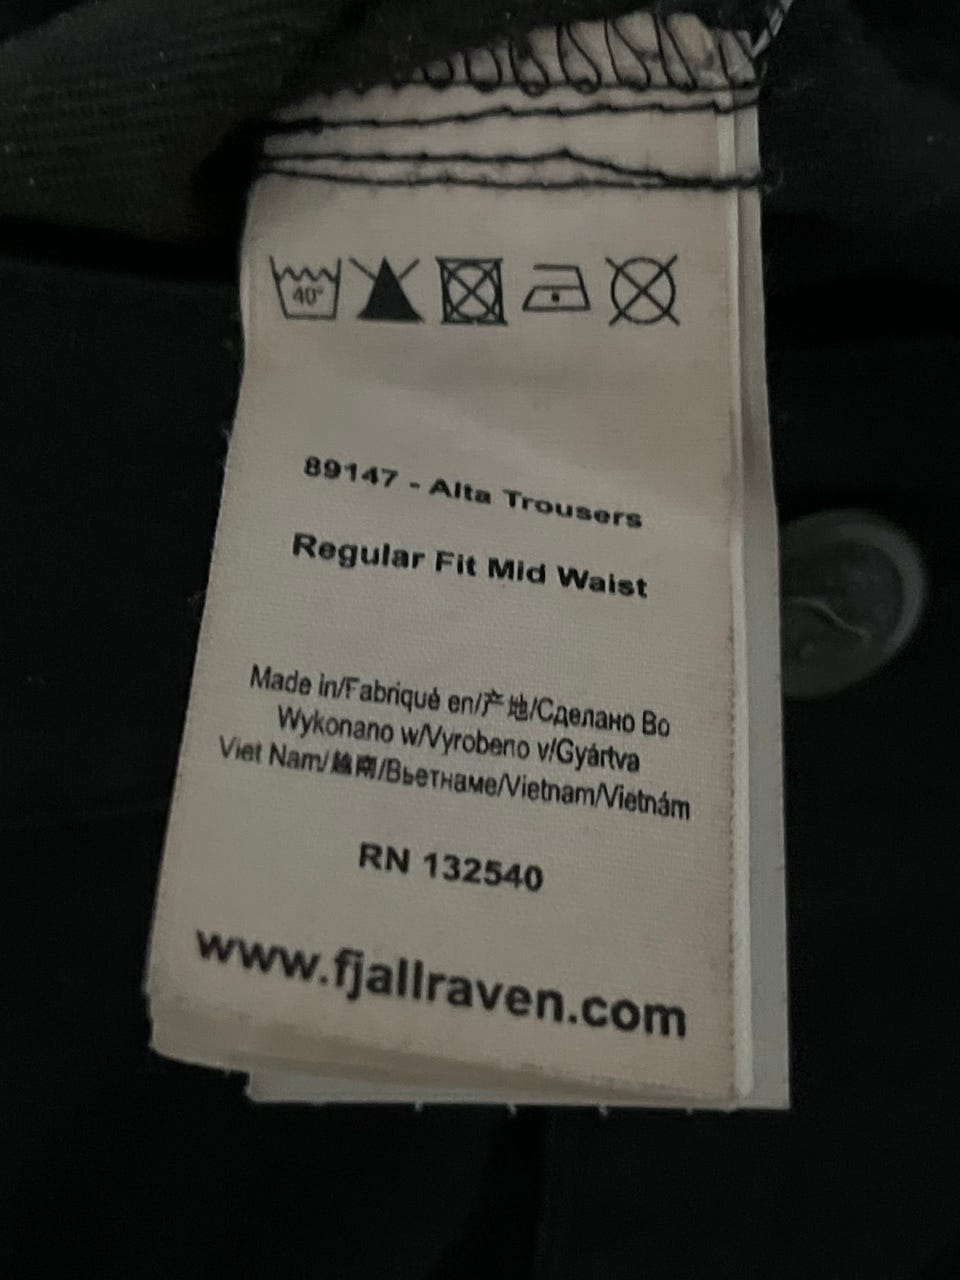 40°
89147 - Alta Trousers
Regular Fit Mid Waist
Made in/Fabriqué en/产地/Сделано Во
Wykonano w/Vyrobeno v/Gyártva
Viet Nam/越南/Вьетнаме/Vietnam/Vietnám
RN 132540
www.fjallraven.com